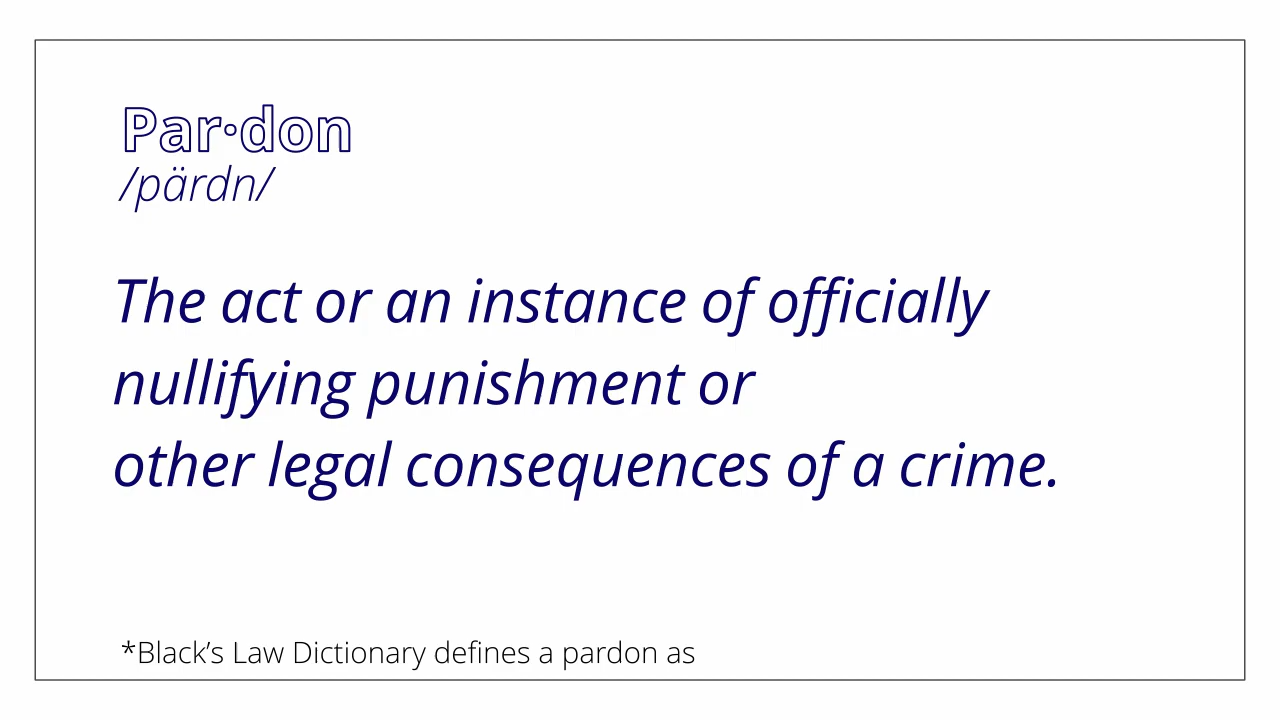 Par·don
/pärdn/
The act or an instance of officially
nullifying punishment or
other legal consequences of a crime.
*Black’s Law Dictionary defines a pardon as